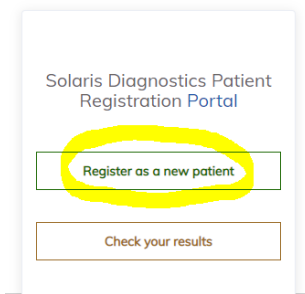 Solaris Diagnostics Patient
Registration Portal
Register as a new patient
Check your results